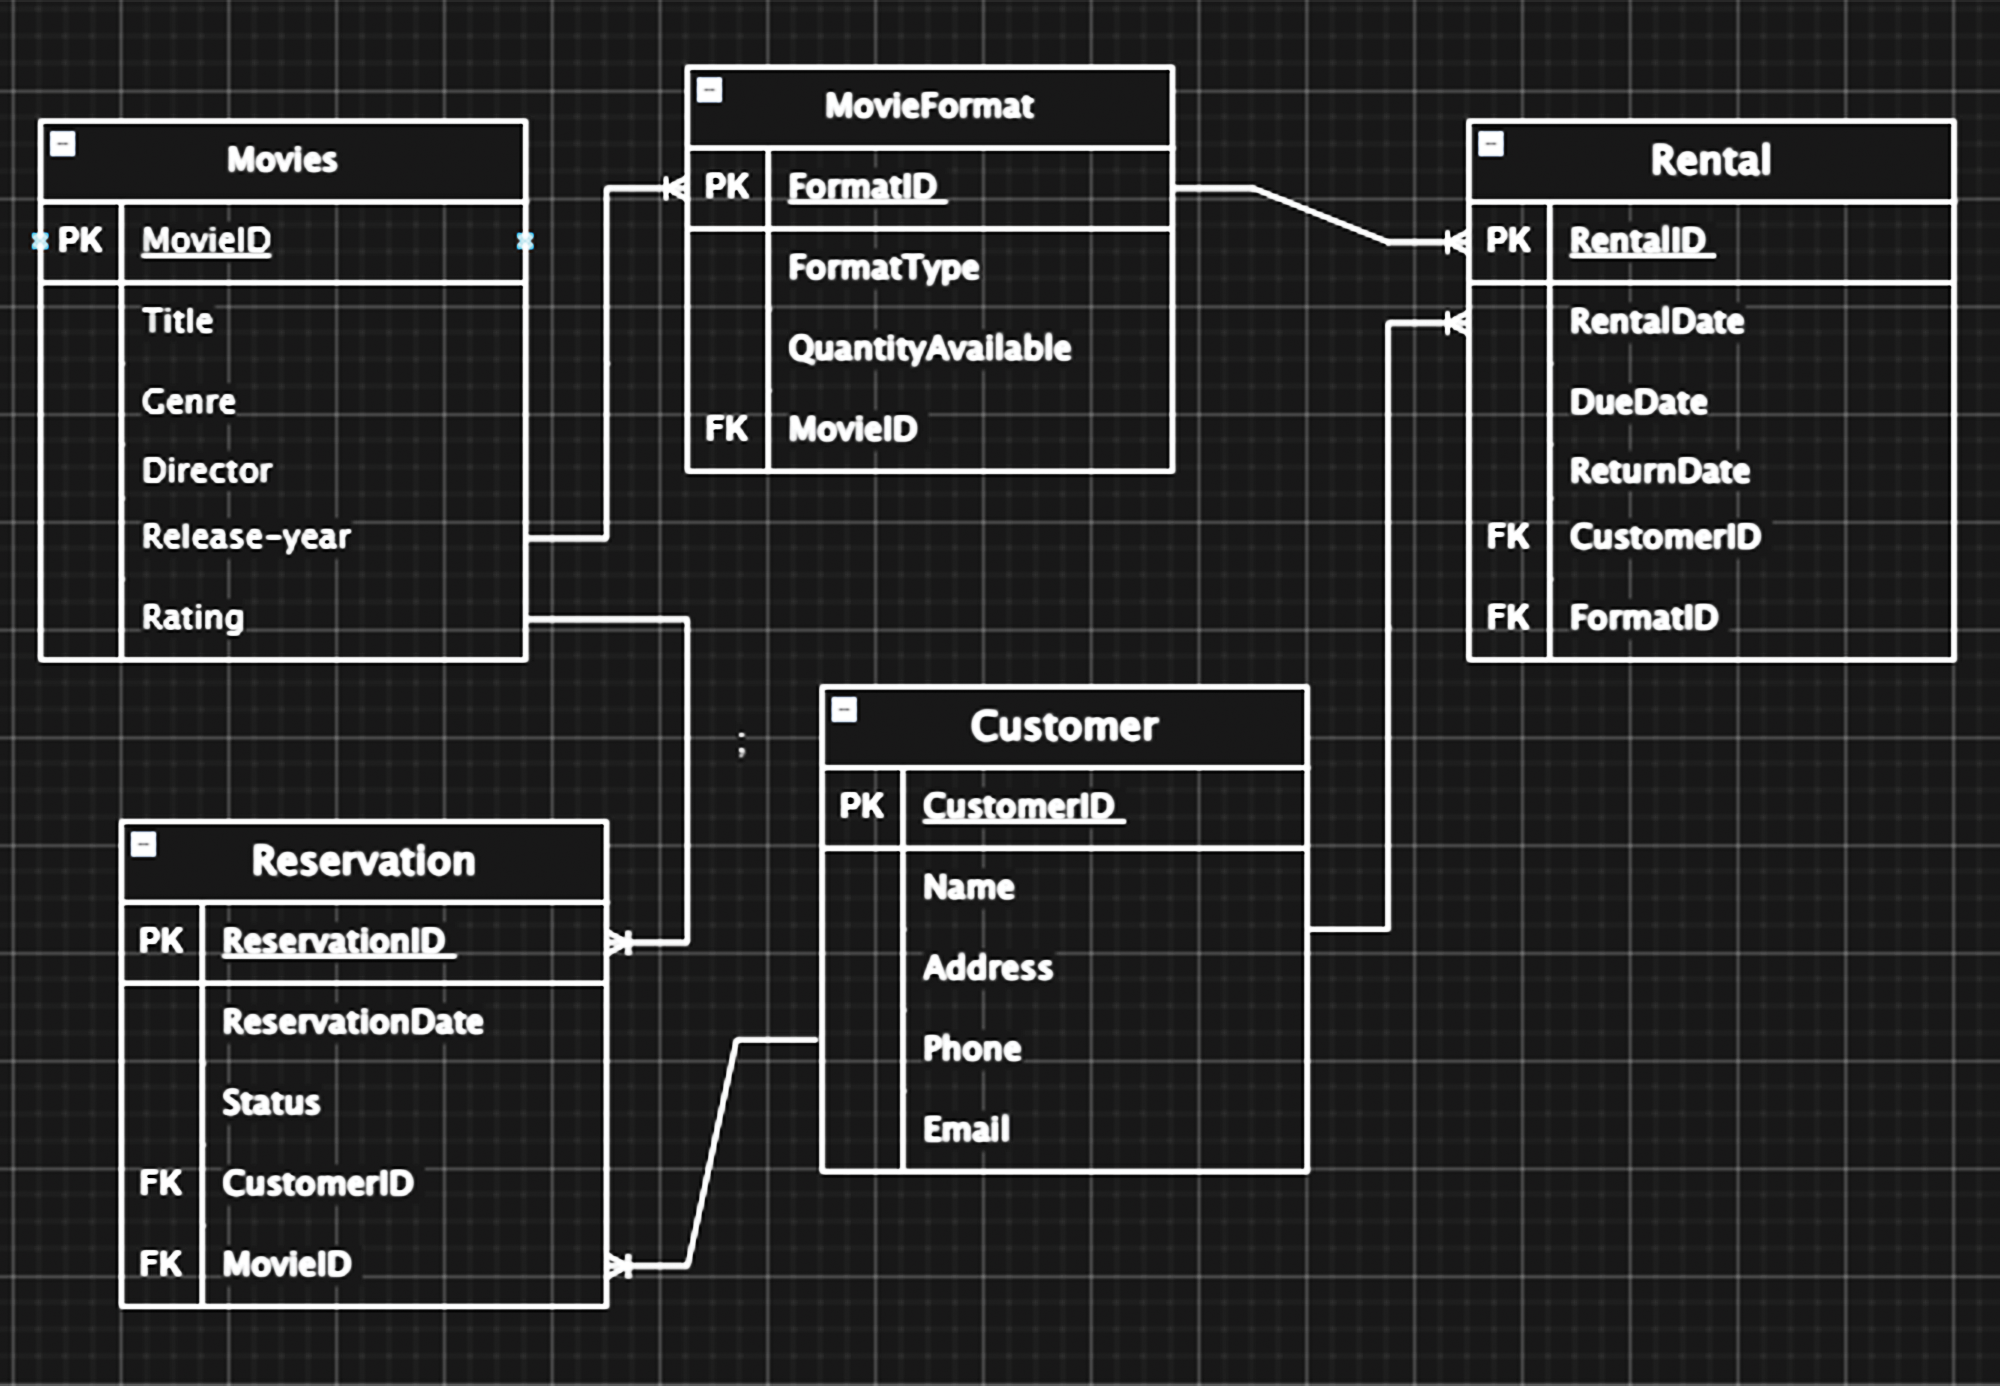 Movies
PK MovieID
Title
Genre
Director
Release-year
Rating
MovieFormat
PK FormatID
FormatType
QuantityAvailable
FK MovieID
Rental
PK RentalID
RentalDate
DueDate
ReturnDate
FK CustomerID
FK FormatID
;
Customer
PK CustomerID
Name
Address
Phone
Email
Reservation
PK ReservationID
ReservationDate
Status
FK CustomerID
FK MovieID